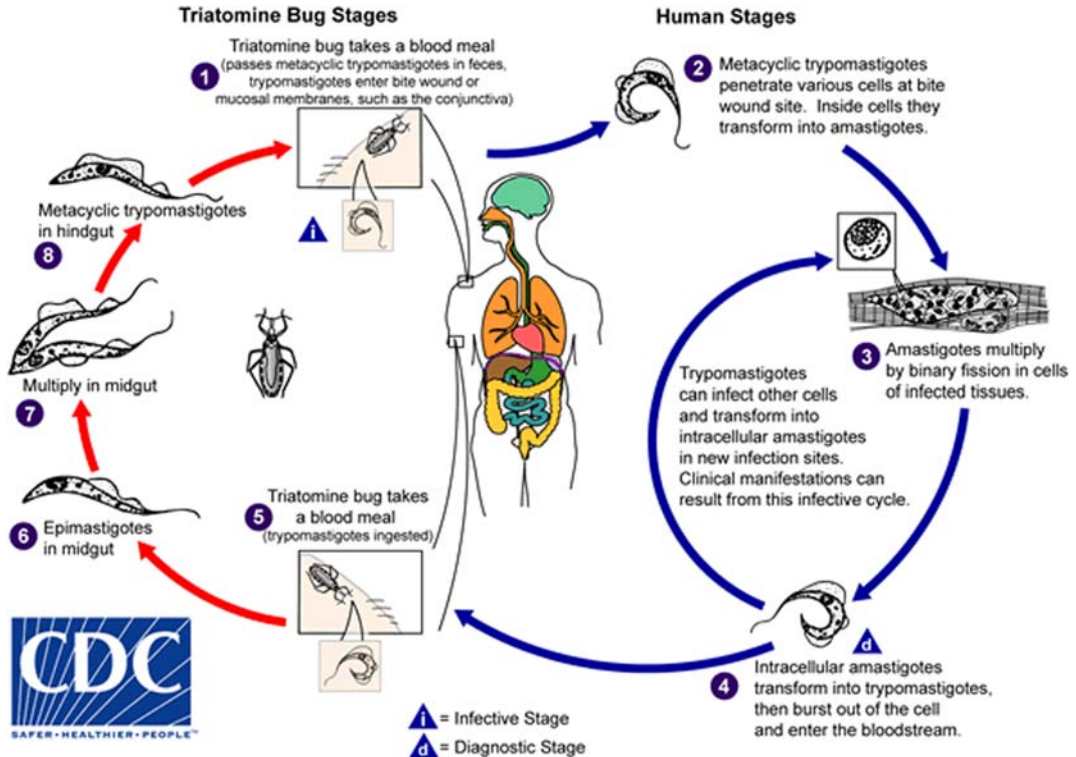 Triatomine Bug Stages
Human Stages
1
Triatomine bug takes a blood meal
(passes metacyclic trypomastigotes in feces,
trypomastigotes enter bite wound or
mucosal membranes, such as the conjunctiva)
i
2
Metacyclic trypomastigotes
penetrate various cells at bite
wound site. Inside cells they
transform into amastigotes.
3
Amastigotes multiply
by binary fission in cells
of infected tissues.
Trypomastigotes
can infect other cells
and transform into
intracellular amastigotes
in new infection sites.
Clinical manifestations can
result from this infective cycle.
d
4
Intracellular amastigotes
transform into trypomastigotes,
then burst out of the cell
and enter the bloodstream.
5
Triatomine bug takes
a blood meal
(trypomastigotes ingested)
6
Epimastigotes
in midgut
Multiply in midgut
7
Metacyclic trypomastigotes
in hindgut
8
CDC
SAFER•HEALTHIER•PEOPLE™
i = Infective Stage
d = Diagnostic Stage